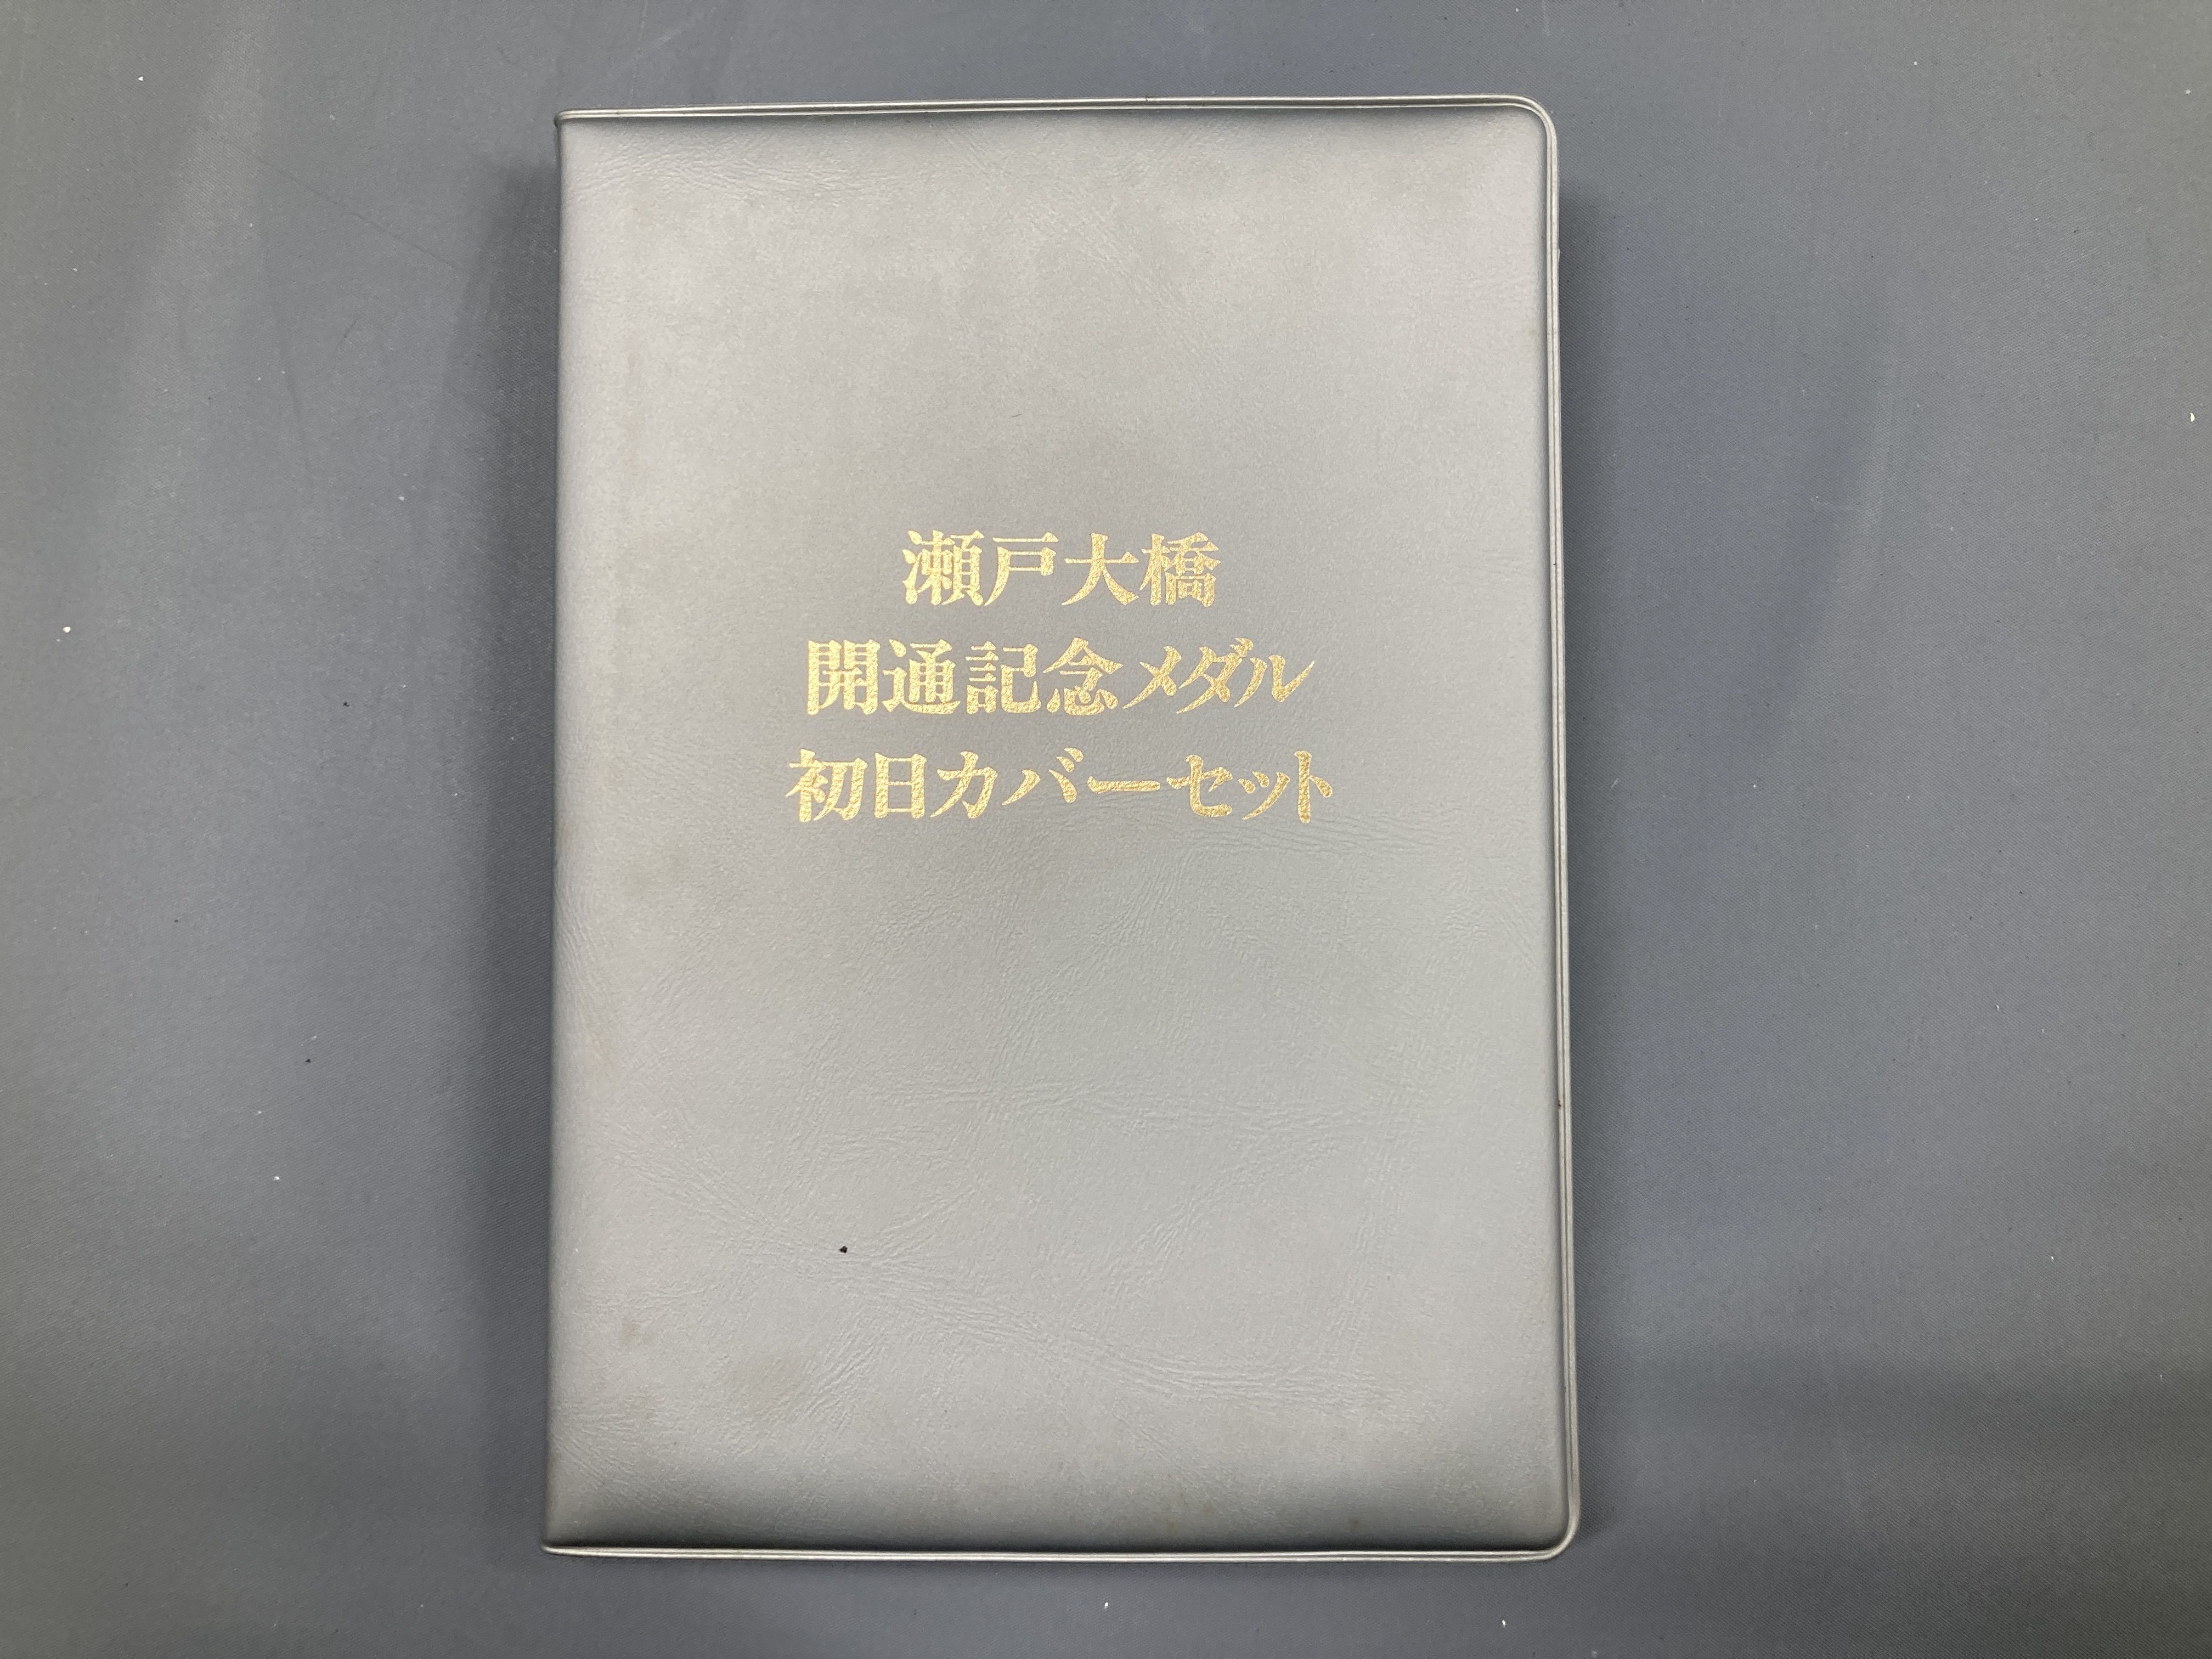 瀬戸大橋
開通記念メダル
初日カバーセット